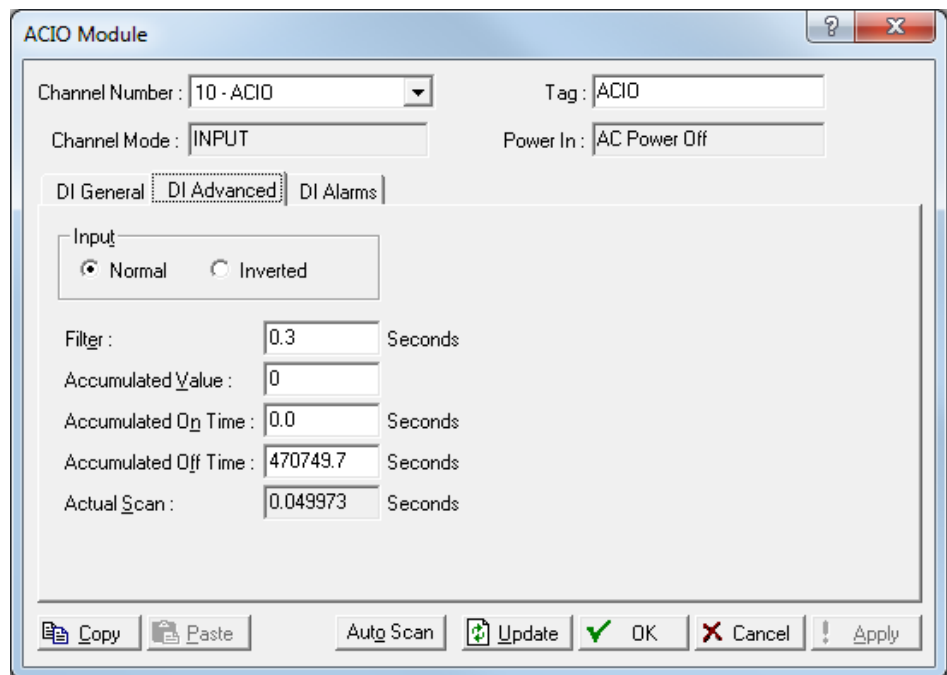 ACIO Module
Channel Number : 10 - ACIO Tag : ACIO
Channel Mode : INPUT Power In : AC Power Off
DI General DI Advanced DI Alarms
Input
Normal Inverted
Filter : 0.3 Seconds
Accumulated Value : 0
Accumulated On Time : 0.0 Seconds
Accumulated Off Time : 470749.7 Seconds
Actual Scan : 0.049973 Seconds
Copy Paste Auto Scan Update OK Cancel Apply